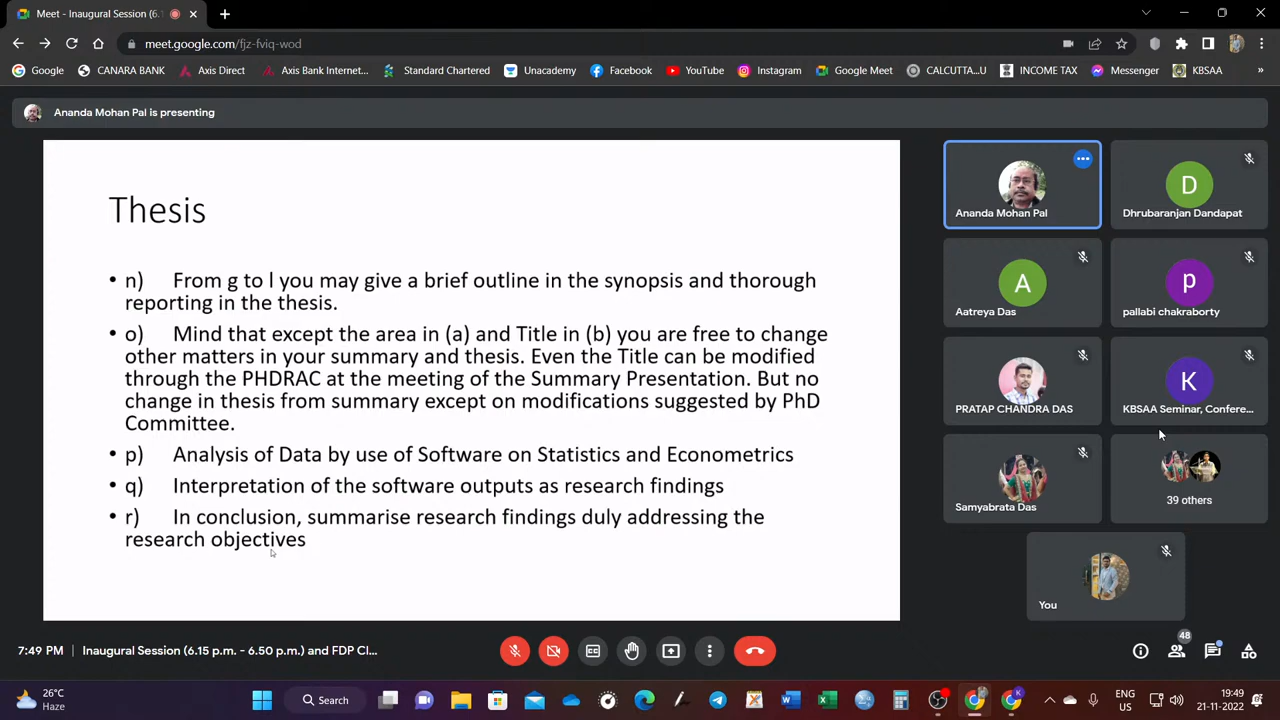 Meet - Inaugural Session (6.1
meet.google.com/fjz-fviq-wod
Google
CANARA BANK
Axis Direct
Axis Bank Internet...
Standard Chartered
Unacademy
Facebook
YouTube
Instagram
Google Meet
CALCUTTA...
INCOME TAX
Messenger
KBSAA
»
Ananda Mohan Pal is presenting
Thesis
• n) From g to l you may give a brief outline in the synopsis and thorough
reporting in the thesis.
• o) Mind that except the area in (a) and Title in (b) you are free to change
other matters in your summary and thesis. Even the Title can be modified
through the PHDRAC at the meeting of the Summary Presentation. But no
change in thesis from summary except on modifications suggested by PhD
Committee.
• p) Analysis of Data by use of Software on Statistics and Econometrics
• q) Interpretation of the software outputs as research findings
• r) In conclusion, summarise research findings duly addressing the
research objectives
Ananda Mohan Pal
D
Dhrubaranjan Dandapat
A
Aatreya Das
p
pallabi chakraborty
PRATAP CHANDRA DAS
K
KBSAA Seminar, Confere...
Samyabrata Das
39 others
You
7:49 PM | Inaugural Session (6.15 p.m. - 6.50 p.m.) and FDP Cl...
48
26°C
Haze
Search
ENG
US
19:49
21-11-2022